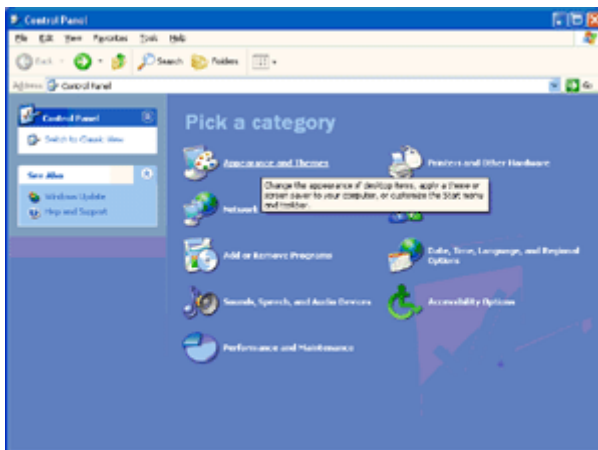 Control Panel
File Edit View Favorites Tools Help
Back Search Folders
Address Control Panel Go
Control Panel
Switch to Classic View
See Also
Windows Update
Help and Support
Pick a category
Appearance and Themes
Printers and Other Hardware
Change the appearance of desktop items, apply a theme or
screen saver to your computer, or customize the Start menu
and taskbar.
Network
Add or Remove Programs
Date, Time, Language, and Regional
Options
Sounds, Speech, and Audio Devices
Accessibility Options
Performance and Maintenance